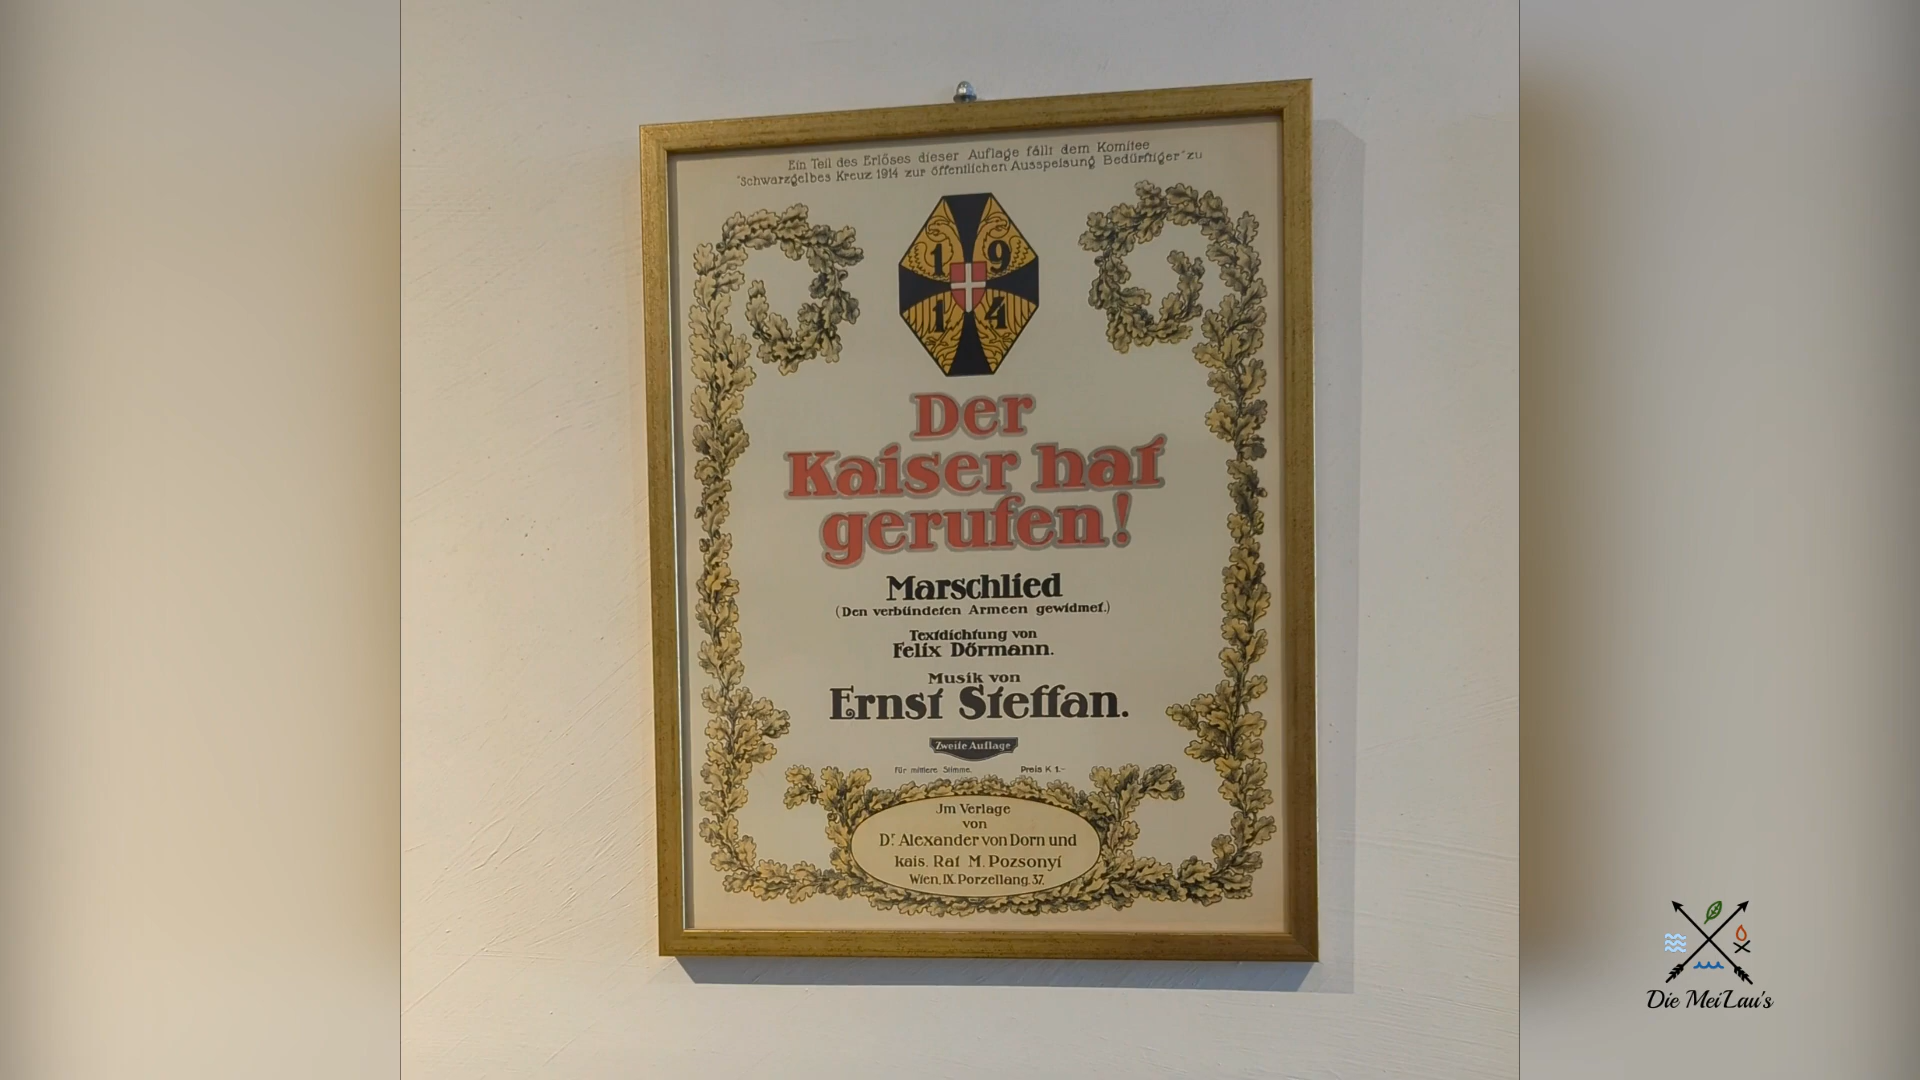 Ein Teil des Erlöses dieser Auflage fällt dem Komitee
"Schwarzgelbes Kreuz 1914 zur öffentlichen Ausspeisung Bedürftiger" zu
19
14
Der
Kaiser hat
gerufen!
Marschlied
(Den verbündeten Armeen gewidmet.)
Textdichtung von
Felix Dörmann.
Musik von
Ernst Steffan.
Zweite Auflage
Für mittlere Stimme. Preis K 1.-
Jm Verlage
von
Dr. Alexander von Dorn und
kais. Rat M. Pozsonyi
Wien, IX. Porzellang. 37.
Die MeiLau's